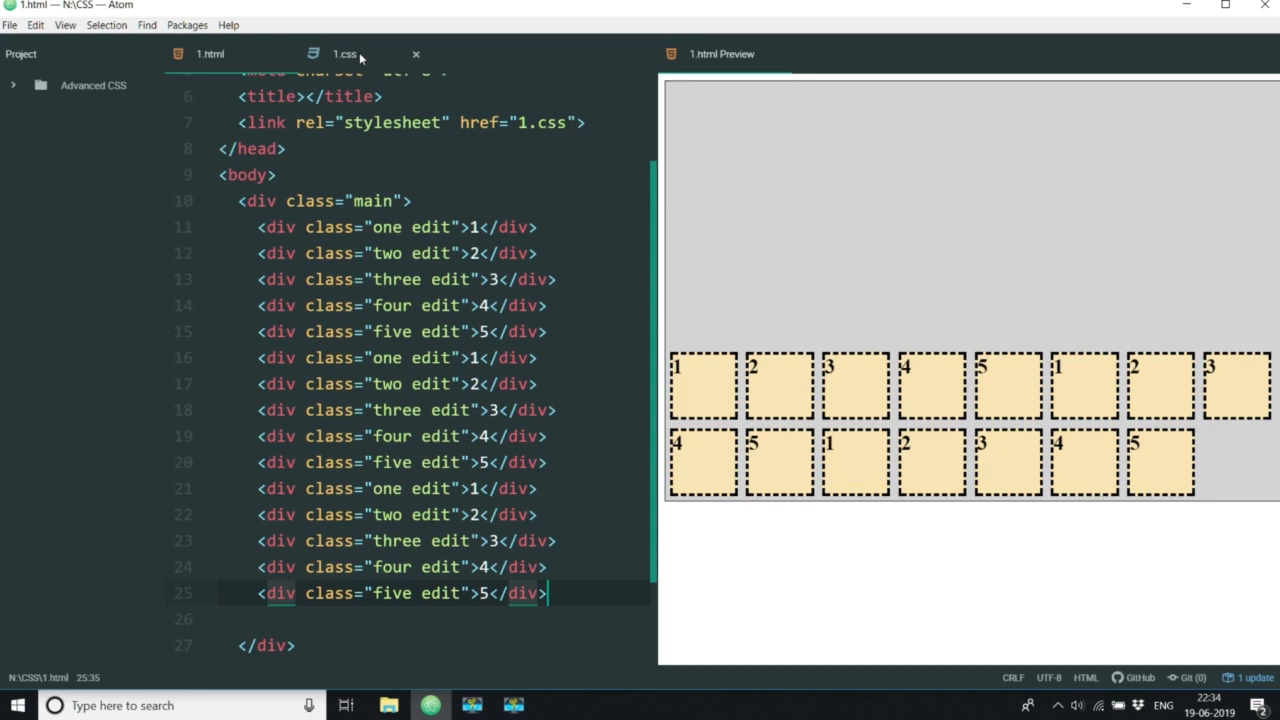 1.html — N:\CSS — Atom
File Edit View Selection Find Packages Help
Project
1.html
1.css
1.html Preview
Advanced CSS
5 <meta charset="utf-8">
6 <title></title>
7 <link rel="stylesheet" href="1.css">
8 </head>
9 <body>
10 <div class="main">
11 <div class="one edit">1</div>
12 <div class="two edit">2</div>
13 <div class="three edit">3</div>
14 <div class="four edit">4</div>
15 <div class="five edit">5</div>
16 <div class="one edit">1</div>
17 <div class="two edit">2</div>
18 <div class="three edit">3</div>
19 <div class="four edit">4</div>
20 <div class="five edit">5</div>
21 <div class="one edit">1</div>
22 <div class="two edit">2</div>
23 <div class="three edit">3</div>
24 <div class="four edit">4</div>
25 <div class="five edit">5</div>
26
27 </div>
1 2 3 4 5 1 2 3
4 5 1 2 3 4 5
N:\CSS\1.html 25:35
CRLF UTF-8 HTML GitHub Git (0) 1 update
Type here to search
ENG
22:34
19-06-2019
2